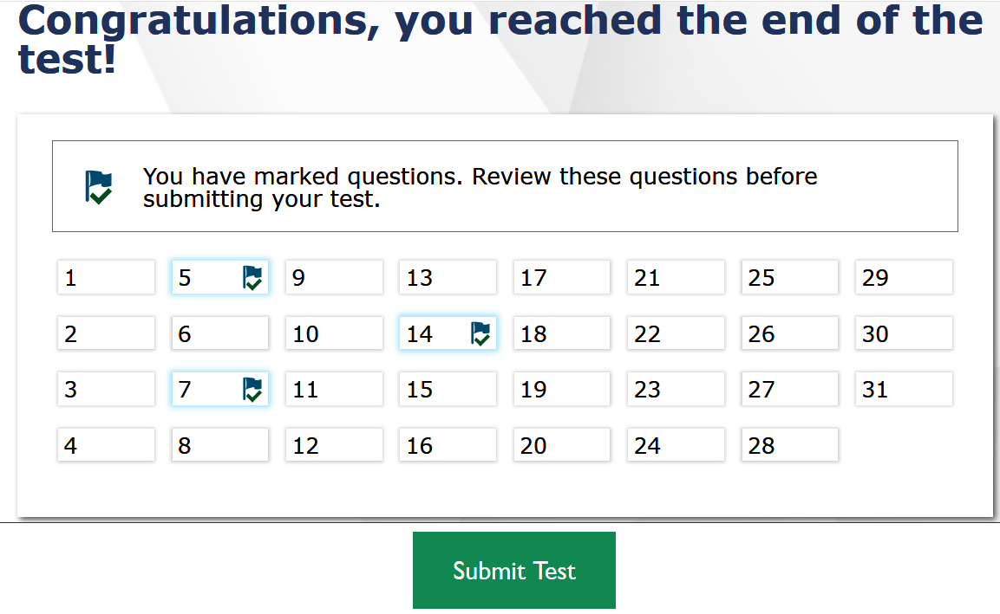 Congratulations, you reached the end of the
test!
You have marked questions. Review these questions before
submitting your test.
1 5 9 13 17 21 25 29
2 6 10 14 18 22 26 30
3 7 11 15 19 23 27 31
4 8 12 16 20 24 28
Submit Test